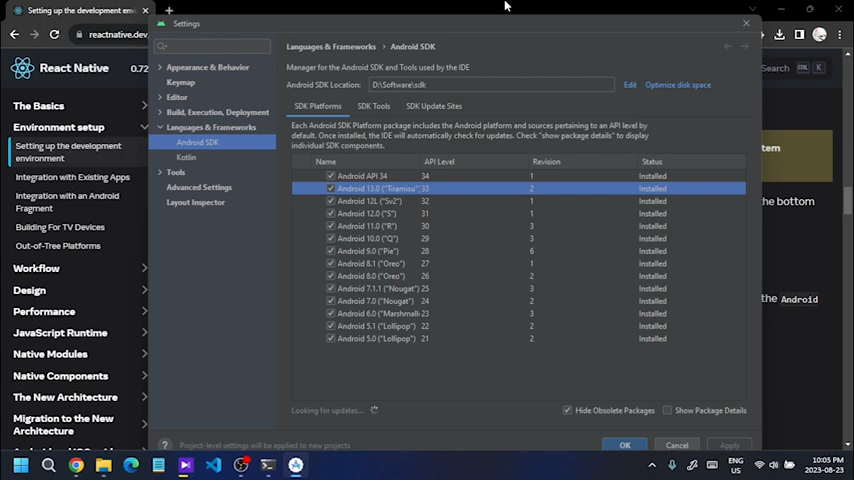 Setting up the development envi
reactnative.dev
React Native 0.72
Search CTRL K
The Basics
Environment setup
Setting up the development
environment
Integration with Existing Apps
Integration with an Android
Fragment
Building For TV Devices
Out-of-Tree Platforms
Workflow
Design
Performance
JavaScript Runtime
Native Modules
Native Components
The New Architecture
Migration to the New
Architecture
Settings
Appearance & Behavior
Keymap
Editor
Build, Execution, Deployment
Languages & Frameworks
Android SDK
Kotlin
Tools
Advanced Settings
Layout Inspector
Languages & Frameworks › Android SDK
Manager for the Android SDK and Tools used by the IDE
Android SDK Location: D:\Software\sdk Edit Optimize disk space
SDK Platforms SDK Tools SDK Update Sites
Each Android SDK Platform package includes the Android platform and sources pertaining to an API level by
default. Once installed, the IDE will automatically check for updates. Check "show package details" to
display individual SDK components.
Name API Level Revision Status
Android API 34 34 1 Installed
Android 13.0 ("Tiramisu" 33 2 Installed
Android 12L ("Sv2") 32 1 Installed
Android 12.0 ("S") 31 1 Installed
Android 11.0 ("R") 30 3 Installed
Android 10.0 ("Q") 29 3 Installed
Android 9.0 ("Pie") 28 6 Installed
Android 8.1 ("Oreo") 27 1 Installed
Android 8.0 ("Oreo") 26 2 Installed
Android 7.1.1 ("Nougat") 25 3 Installed
Android 7.0 ("Nougat") 24 2 Installed
Android 6.0 ("Marshmall 23 3 Installed
Android 5.1 ("Lollipop") 22 2 Installed
Android 5.0 ("Lollipop") 21 2 Installed
Looking for updates... Hide Obsolete Packages Show Package Details
? Project-level settings will be applied to new projects OK Cancel Apply
tem
the bottom
the Android
ENG
US
10:05 PM
2023-08-23